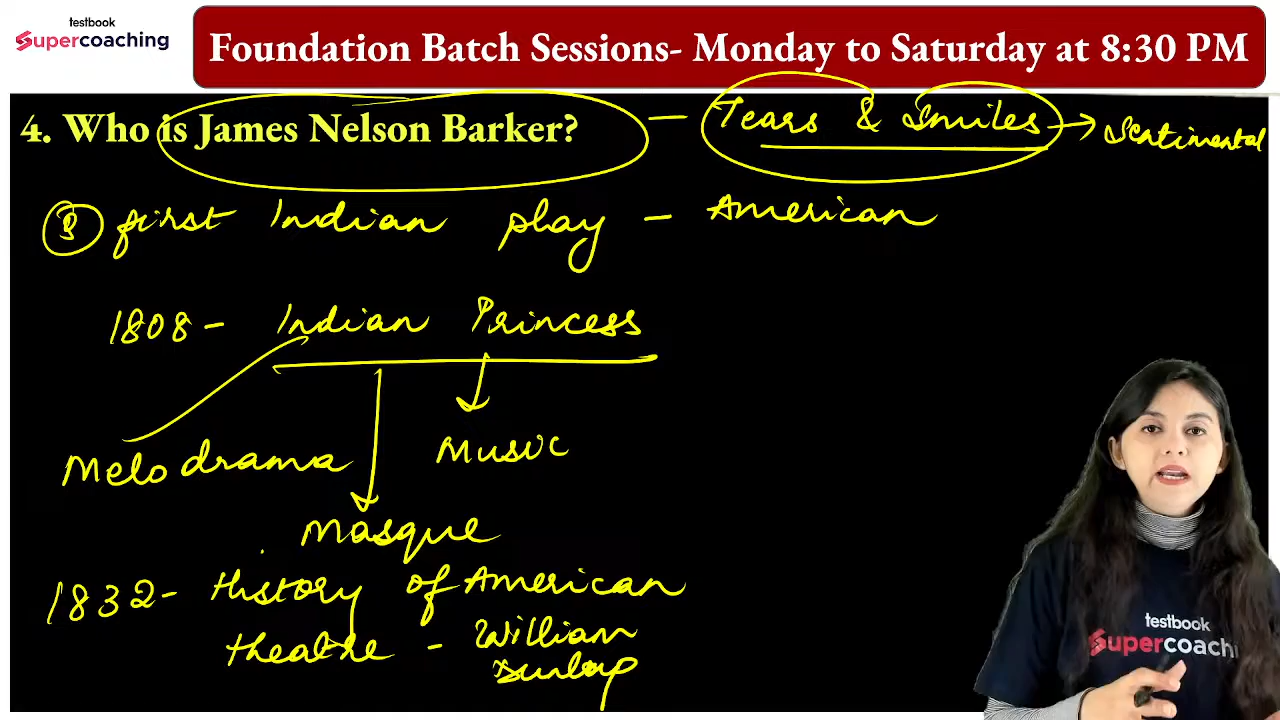 testbook
Supercoaching
Foundation Batch Sessions- Monday to Saturday at 8:30 PM
4. Who is James Nelson Barker? - Tears & Smiles → Sentimental
first Indian play - American
1808 - Indian Princess
Melodrama
Music
Masque
1832 - History of American
theatre - William
Dunlap
testbook
Supercoachi